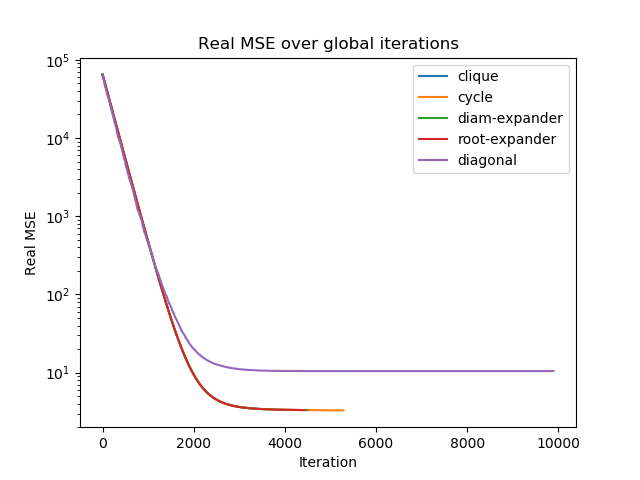 Real MSE over global iterations
10^5
10^4
10^3
10^2
10^1
Real MSE
clique
cycle
diam-expander
root-expander
diagonal
0 2000 4000 6000 8000 10000
Iteration